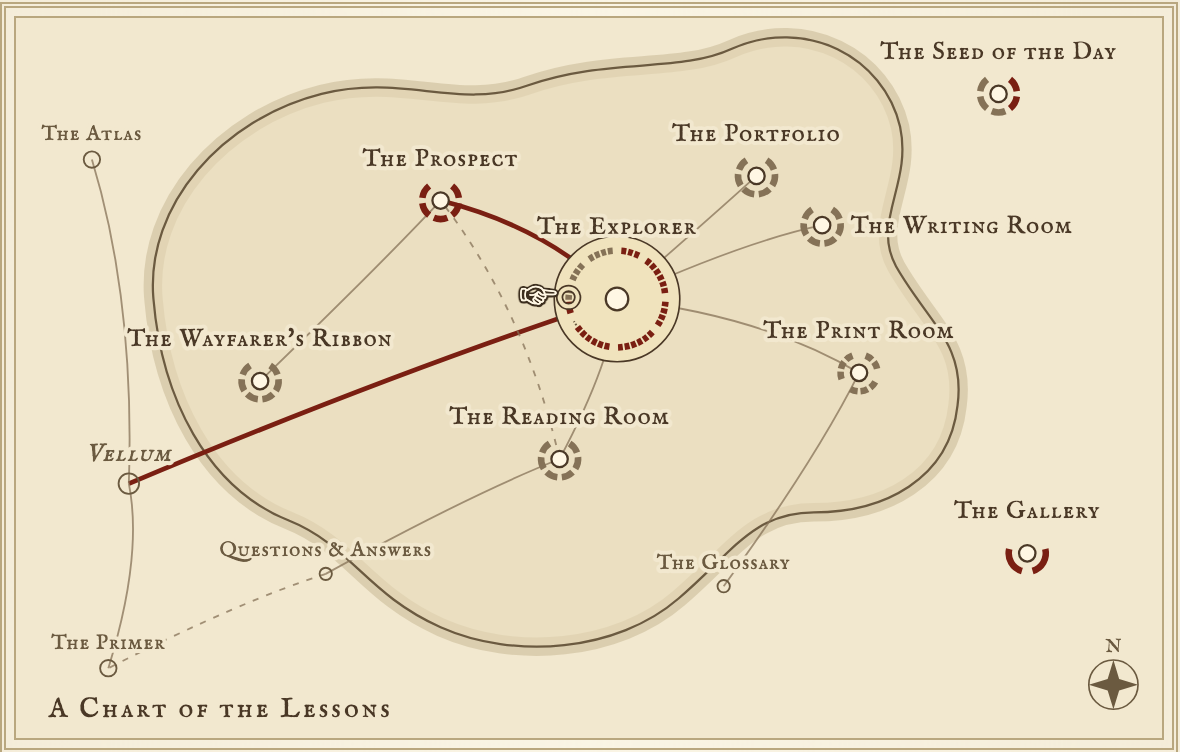 The Seed of the Day
The Atlas
The Portfolio
The Prospect
The Explorer
The Writing Room
The Wayfarer's Ribbon
The Print Room
The Reading Room
Vellum
The Gallery
Questions & Answers
The Glossary
The Primer
N
A Chart of the Lessons